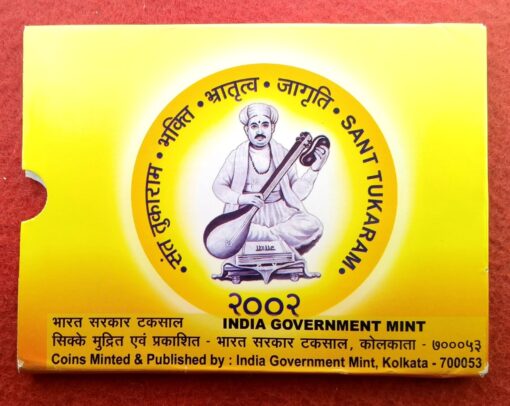 संत तुकाराम • भक्ति • भ्रातृत्व • जागृति • SANT TUKARAM •
२००२
भारत सरकार टकसाल INDIA GOVERNMENT MINT
सिक्के मुद्रित एवं प्रकाशित - भारत सरकार टकसाल, कोलकाता - ७०००५३
Coins Minted & Published by : India Government Mint, Kolkata - 700053